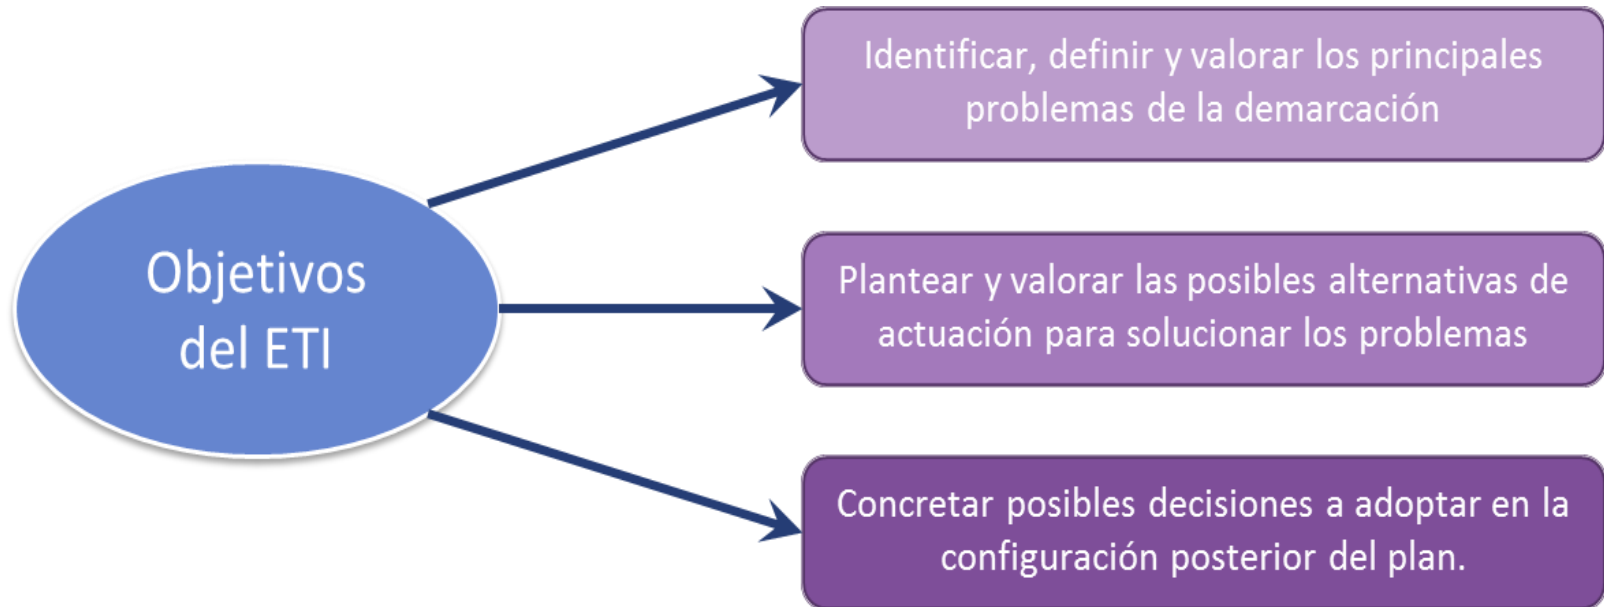 Objetivos
del ETI
Identificar, definir y valorar los principales
problemas de la demarcación
Plantear y valorar las posibles alternativas de
actuación para solucionar los problemas
Concretar posibles decisiones a adoptar en la
configuración posterior del plan.